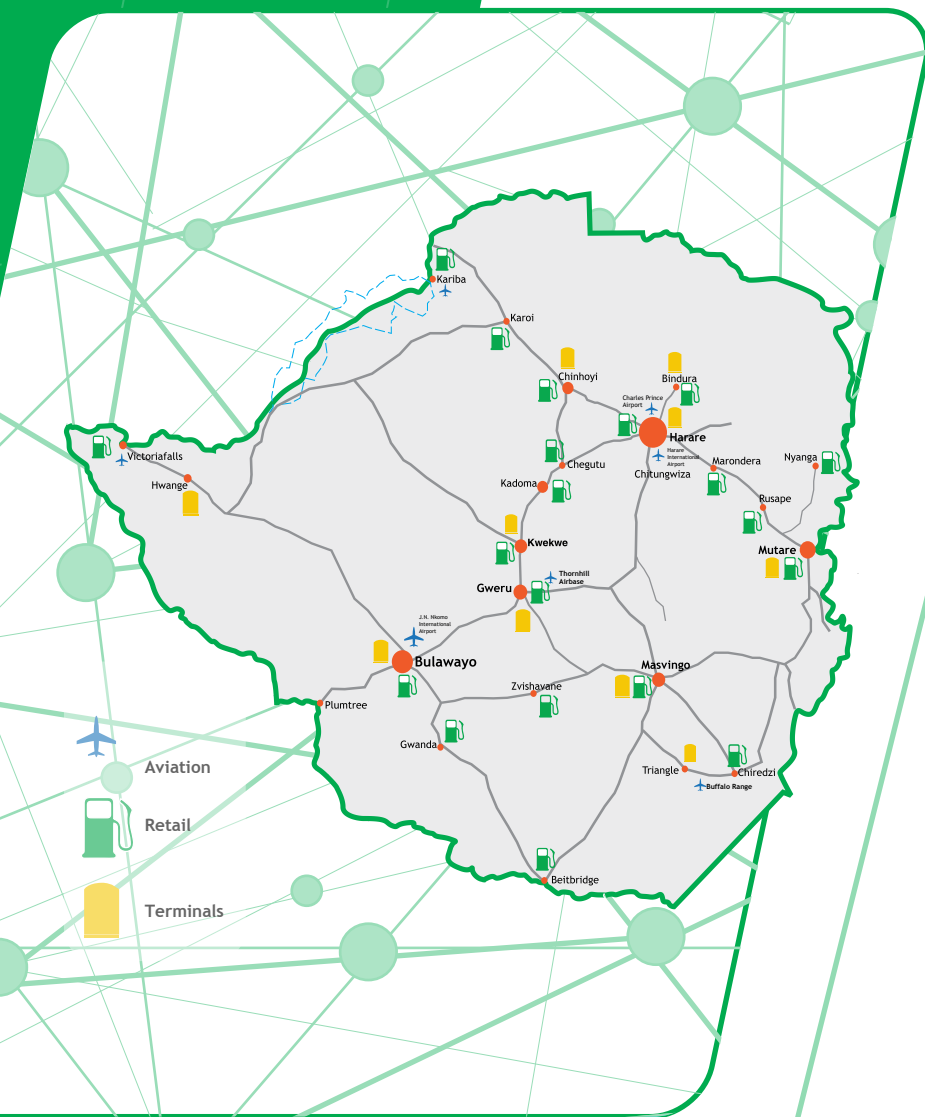 Kariba
Karoi
Chinhoyi
Bindura
Charles Prince
Airport
Harare
Harare
International
Airport
Chitungwiza
Marondera
Nyanga
Chegutu
Kadoma
Rusape
Victoriafalls
Hwange
Kwekwe
Mutare
Thornhill
Airbase
Gweru
J.N. Nkomo
International
Airport
Bulawayo
Masvingo
Zvishavane
Plumtree
Gwanda
Triangle
Chiredzi
Buffalo Range
Beitbridge
Aviation
Retail
Terminals